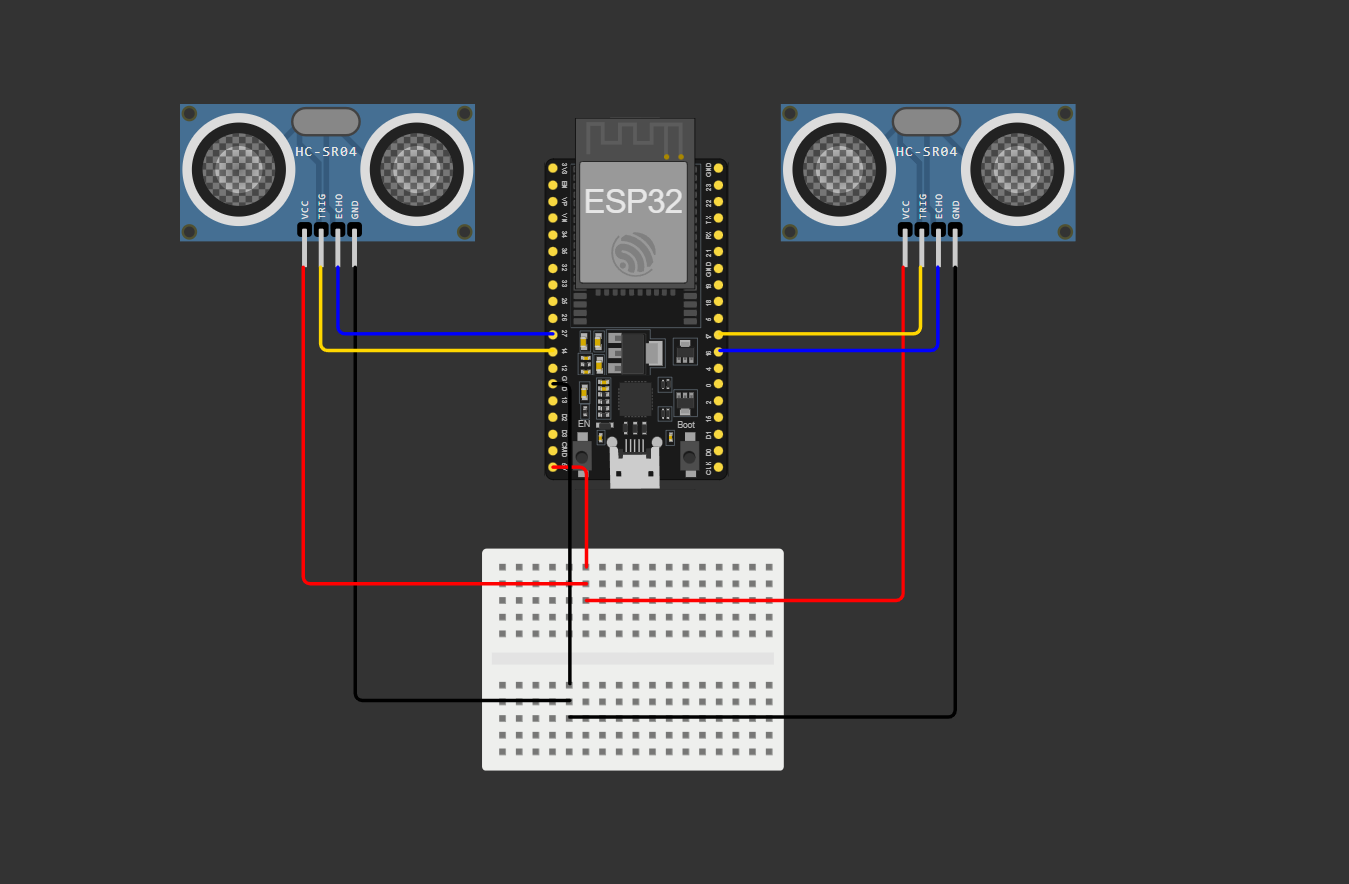 HC-SR04
VCC
TRIG
ECHO
GND
ESP32
3V3
EN
VP
VN
34
35
32
33
25
26
27
14
12
13
D2
D3
CMD
GND
23
22
TX
RX
21
GND
19
18
5
17
16
4
0
2
15
D1
D0
CLK
EN
Boot
HC-SR04
VCC
TRIG
ECHO
GND